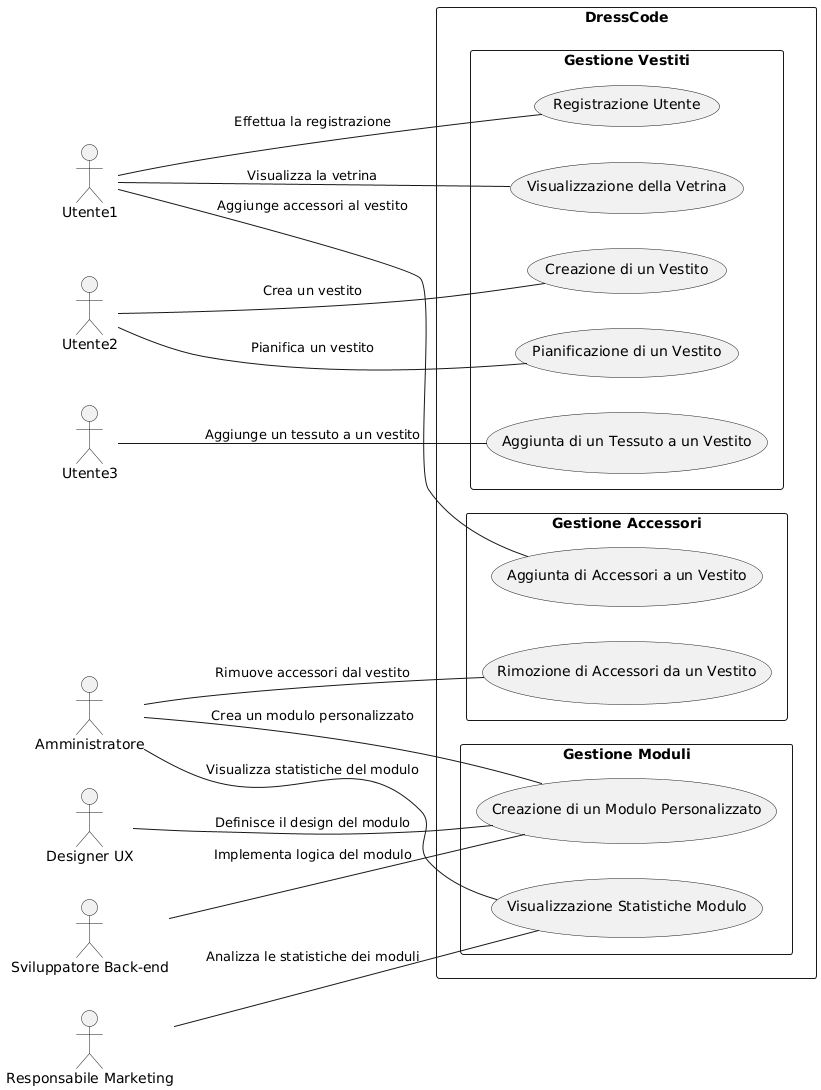 DressCode
Gestione Vestiti
Registrazione Utente
Effettua la registrazione
Visualizza la vetrina
Visualizzazione della Vetrina
Aggiunge accessori al vestito
Utente1
Creazione di un Vestito
Crea un vestito
Utente2
Pianifica un vestito
Pianificazione di un Vestito
Aggiunge un tessuto a un vestito
Aggiunta di un Tessuto a un Vestito
Utente3
Gestione Accessori
Aggiunta di Accessori a un Vestito
Rimuove accessori dal vestito
Rimozione di Accessori da un Vestito
Crea un modulo personalizzato
Amministratore
Gestione Moduli
Visualizza statistiche del modulo
Creazione di un Modulo Personalizzato
Definisce il design del modulo
Designer UX
Implementa logica del modulo
Visualizzazione Statistiche Modulo
Sviluppatore Back-end
Analizza le statistiche dei moduli
Responsabile Marketing